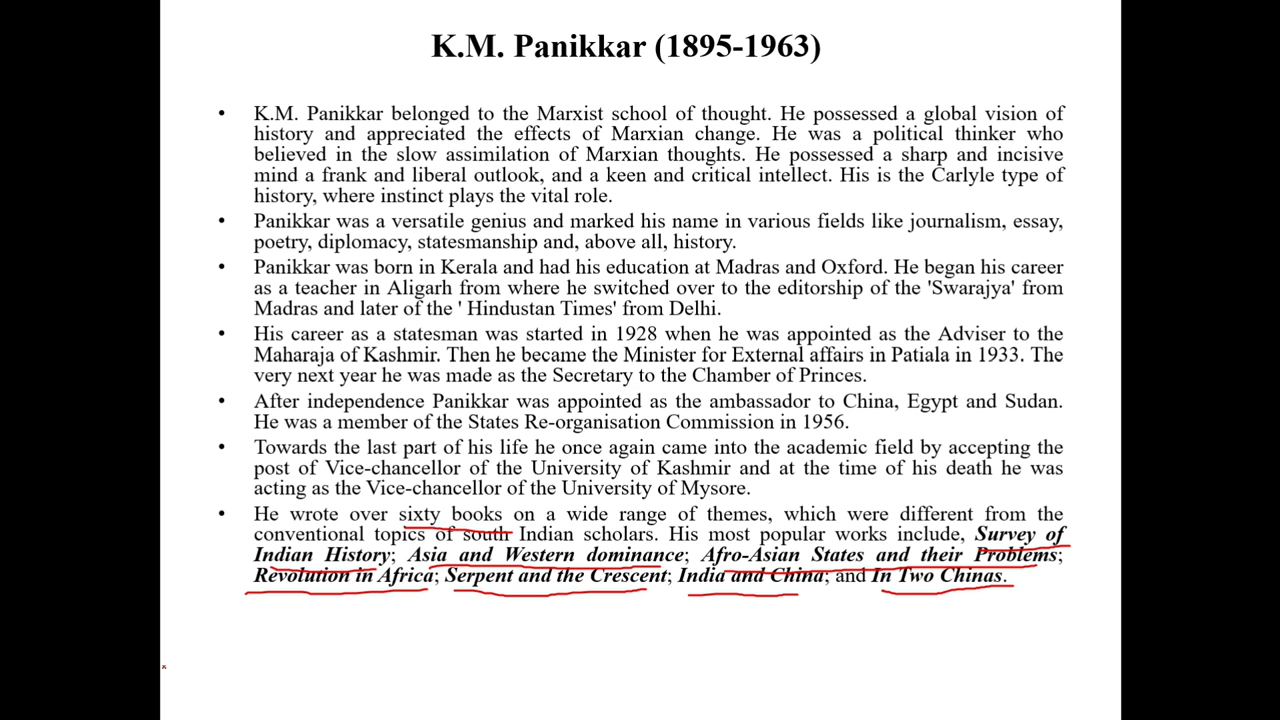 K.M. Panikkar (1895-1963)
• K.M. Panikkar belonged to the Marxist school of thought. He possessed a global vision of
history and appreciated the effects of Marxian change. He was a political thinker who
believed in the slow assimilation of Marxian thoughts. He possessed a sharp and incisive
mind a frank and liberal outlook, and a keen and critical intellect. His is the Carlyle type of
history, where instinct plays the vital role.
• Panikkar was a versatile genius and marked his name in various fields like journalism, essay,
poetry, diplomacy, statesmanship and, above all, history.
• Panikkar was born in Kerala and had his education at Madras and Oxford. He began his career
as a teacher in Aligarh from where he switched over to the editorship of the 'Swarajya' from
Madras and later of the ' Hindustan Times' from Delhi.
• His career as a statesman was started in 1928 when he was appointed as the Adviser to the
Maharaja of Kashmir. Then he became the Minister for External affairs in Patiala in 1933. The
very next year he was made as the Secretary to the Chamber of Princes.
• After independence Panikkar was appointed as the ambassador to China, Egypt and Sudan.
He was a member of the States Re-organisation Commission in 1956.
• Towards the last part of his life he once again came into the academic field by accepting the
post of Vice-chancellor of the University of Kashmir and at the time of his death he was
acting as the Vice-chancellor of the University of Mysore.
• He wrote over sixty books on a wide range of themes, which were different from the
conventional topics of south Indian scholars. His most popular works include, Survey of
Indian History; Asia and Western dominance; Afro-Asian States and their Problems;
Revolution in Africa; Serpent and the Crescent; India and China; and In Two Chinas.